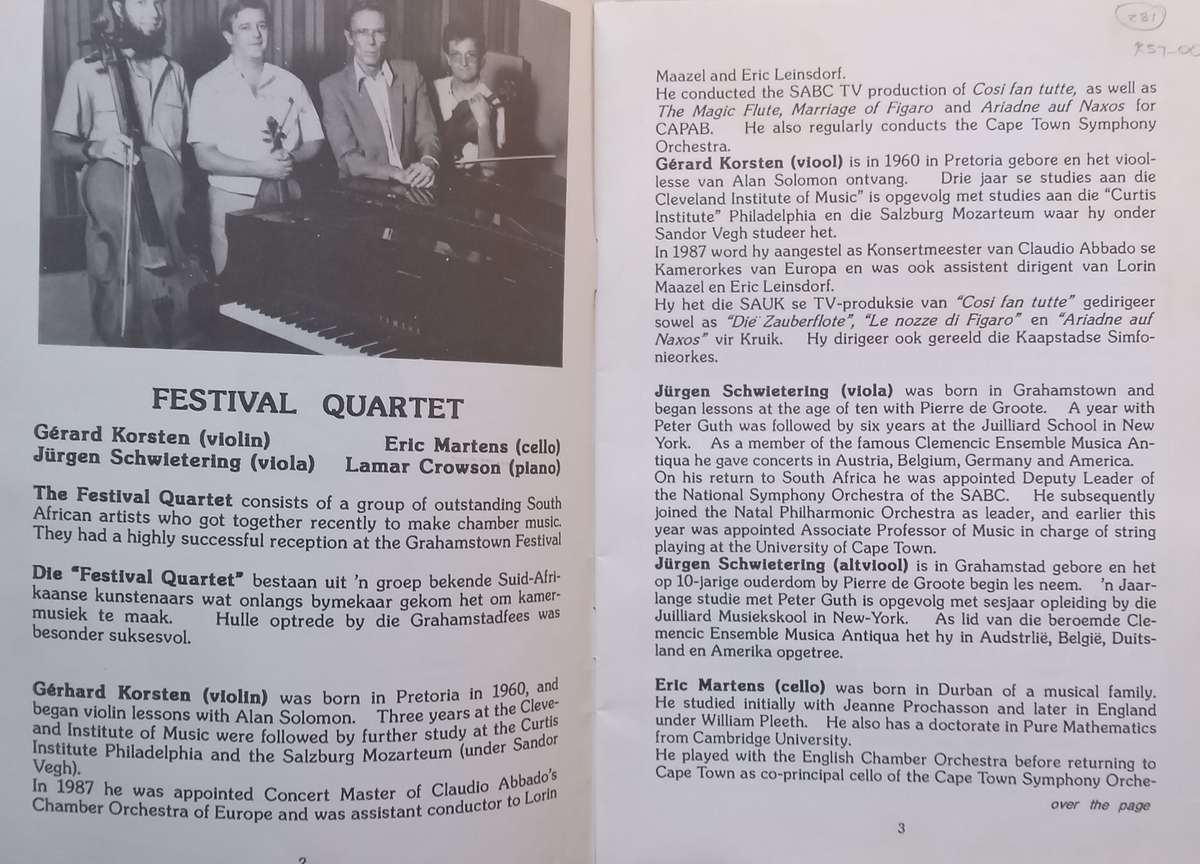 YAMAHA
FESTIVAL QUARTET
Gérard Korsten (violin) Eric Martens (cello)
Jürgen Schwietering (viola) Lamar Crowson (piano)
The Festival Quartet consists of a group of outstanding South
African artists who got together recently to make chamber music.
They had a highly successful reception at the Grahamstown Festival
Die "Festival Quartet" bestaan uit 'n groep bekende Suid-Afri-
kaanse kunstenaars wat onlangs bymekaar gekom het om kamer-
musiek te maak. Hulle optrede by die Grahamstadfees was
besonder suksesvol.
Gérhard Korsten (violin) was born in Pretoria in 1960, and
began violin lessons with Alan Solomon. Three years at the Cleve-
and Institute of Music were followed by further study at the Curtis
Institute Philadelphia and the Salzburg Mozarteum (under Sandor
Vegh).
In 1987 he was appointed Concert Master of Claudio Abbado's
Chamber Orchestra of Europe and was assistant conductor to Lorin
2
281
Maazel and Eric Leinsdorf.
He conducted the SABC TV production of Cosi fan tutte, as well as
The Magic Flute, Marriage of Figaro and Ariadne auf Naxos for
CAPAB. He also regularly conducts the Cape Town Symphony
Orchestra.
Gérard Korsten (viool) is in 1960 in Pretoria gebore en het viool-
lesse van Alan Solomon ontvang. Drie jaar se studies aan die
Cleveland Institute of Music" is opgevolg met studies aan die "Curtis
Institute" Philadelphia en die Salzburg Mozarteum waar hy onder
Sandor Vegh studeer het.
In 1987 word hy aangestel as Konsertmeester van Claudio Abbado se
Kamerorkes van Europa en was ook assistent dirigent van Lorin
Maazel en Eric Leinsdorf.
Hy het die SAUK se TV-produksie van "Cosi fan tutte" gedirigeer
sowel as "Die Zauberflote", "Le nozze di Figaro" en "Ariadne auf
Naxos" vir Kruik. Hy dirigeer ook gereeld die Kaapstadse Simfo-
nieorkes.
Jürgen Schwietering (viola) was born in Grahamstown and
began lessons at the age of ten with Pierre de Groote. A year with
Peter Guth was followed by six years at the Juilliard School in New
York. As a member of the famous Clemencic Ensemble Musica An-
tiqua he gave concerts in Austria, Belgium, Germany and America.
On his return to South Africa he was appointed Deputy Leader of
the National Symphony Orchestra of the SABC. He subsequently
joined the Natal Philharmonic Orchestra as leader, and earlier this
year was appointed Associate Professor of Music in charge of string
playing at the University of Cape Town.
Jürgen Schwietering (altviool) is in Grahamstad gebore en het
op 10-jarige ouderdom by Pierre de Groote begin les neem. 'n Jaar-
lange studie met Peter Guth is opgevolg met sesjaar opleiding by die
Juilliard Musiekskool in New-York. As lid van die beroemde Cle-
mencic Ensemble Musica Antiqua het hy in Audstrlië, België, Duits-
land en Amerika opgetree.
Eric Martens (cello) was born in Durban of a musical family.
He studied initially with Jeanne Prochasson and later in England
under William Pleeth. He also has a doctorate in Pure Mathematics
from Cambridge University.
He played with the English Chamber Orchestra before returning to
Cape Town as co-principal cello of the Cape Town Symphony Orche-
over the page
3